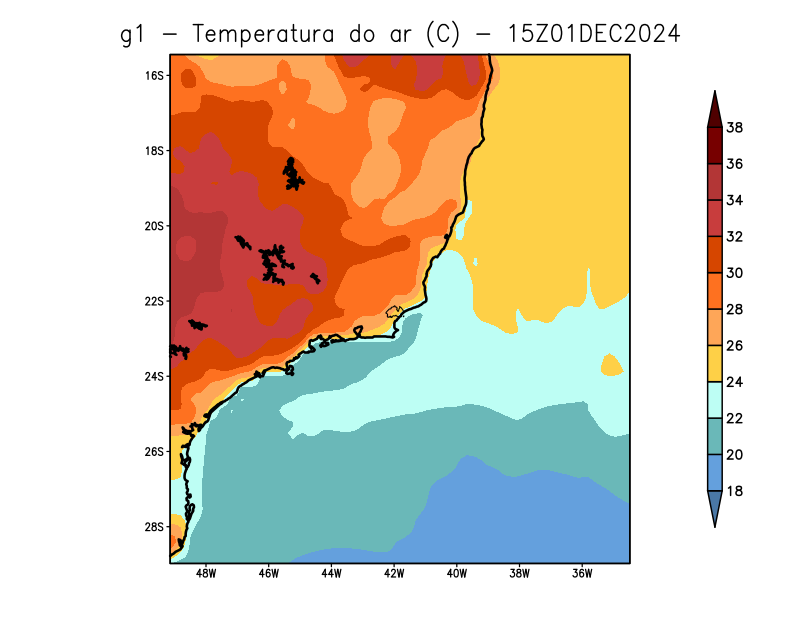 g1 — Temperatura do ar (C) — 15Z01DEC2024
16S
18S
20S
22S
24S
26S
28S
48W 46W 44W 42W 40W 38W 36W
38
36
34
32
30
28
26
24
22
20
18